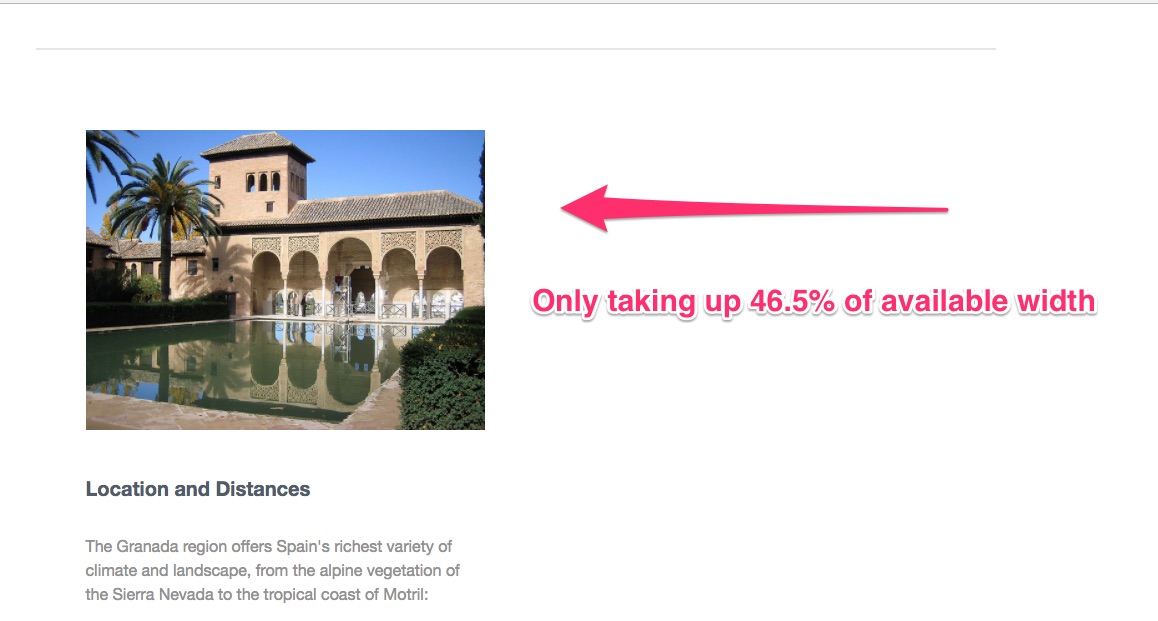 Only taking up 46.5% of available width
Location and Distances
The Granada region offers Spain's richest variety of
climate and landscape, from the alpine vegetation of
the Sierra Nevada to the tropical coast of Motril: